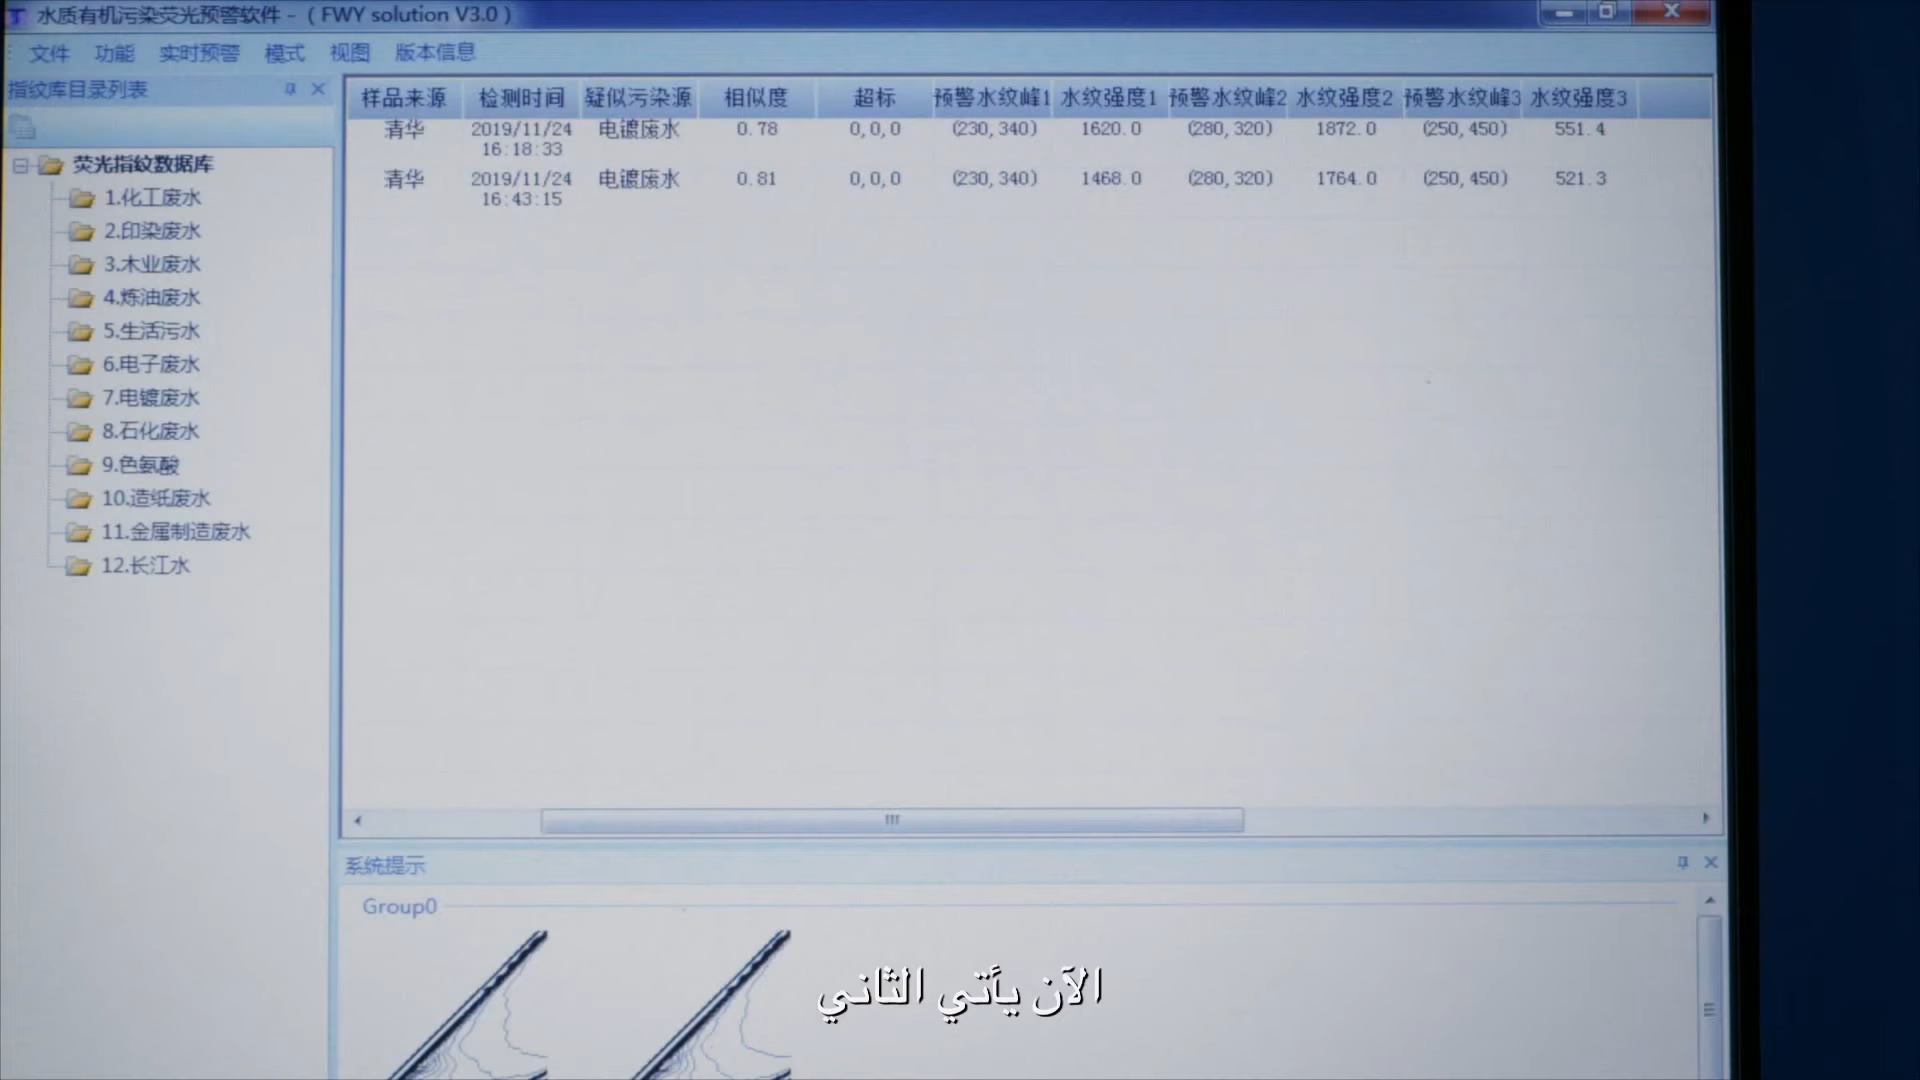 水质有机污染荧光预警软件 - （FWY solution V3.0）
文件 功能 实时预警 模式 视图 版本信息
指纹库目录列表
荧光指纹数据库
1.化工废水
2.印染废水
3.木业废水
4.炼油废水
5.生活污水
6.电子废水
7.电镀废水
8.石化废水
9.色氨酸
10.造纸废水
11.金属制造废水
12.长江水
样品来源 检测时间 疑似污染源 相似度 超标 预警水纹峰1 水纹强度1 预警水纹峰2 水纹强度2 预警水纹峰3 水纹强度3
清华 2019/11/24 16:18:33 电镀废水 0.78 0,0,0 (230,340) 1620.0 (280,320) 1872.0 (250,450) 551.4
清华 2019/11/24 16:43:15 电镀废水 0.81 0,0,0 (230,340) 1468.0 (280,320) 1764.0 (250,450) 521.3
系统提示
Group0
الآن يأتي الثاني